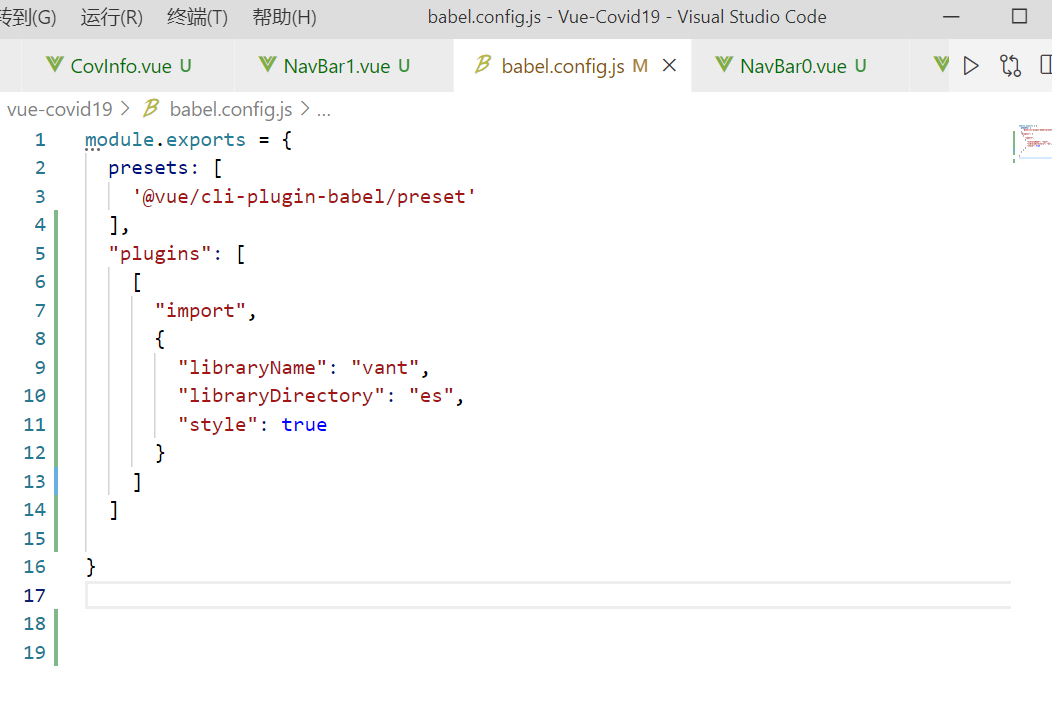 转到(G) 运行(R) 终端(T) 帮助(H) babel.config.js - Vue-Covid19 - Visual Studio Code
CovInfo.vue U NavBar1.vue U babel.config.js M NavBar0.vue U
vue-covid19 > babel.config.js > ...
1 module.exports = {
2 presets: [
3 '@vue/cli-plugin-babel/preset'
4 ],
5 "plugins": [
6 [
7 "import",
8 {
9 "libraryName": "vant",
10 "libraryDirectory": "es",
11 "style": true
12 }
13 ]
14 ]
15
16 }
17
18
19